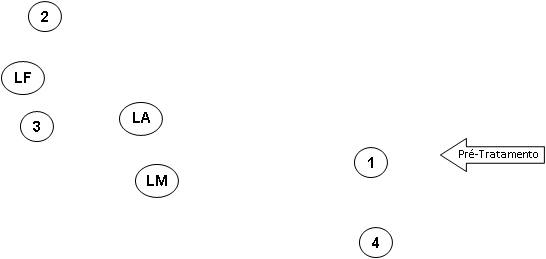 2
LF
3
LA
LM
1
Pré-Tratamento
4